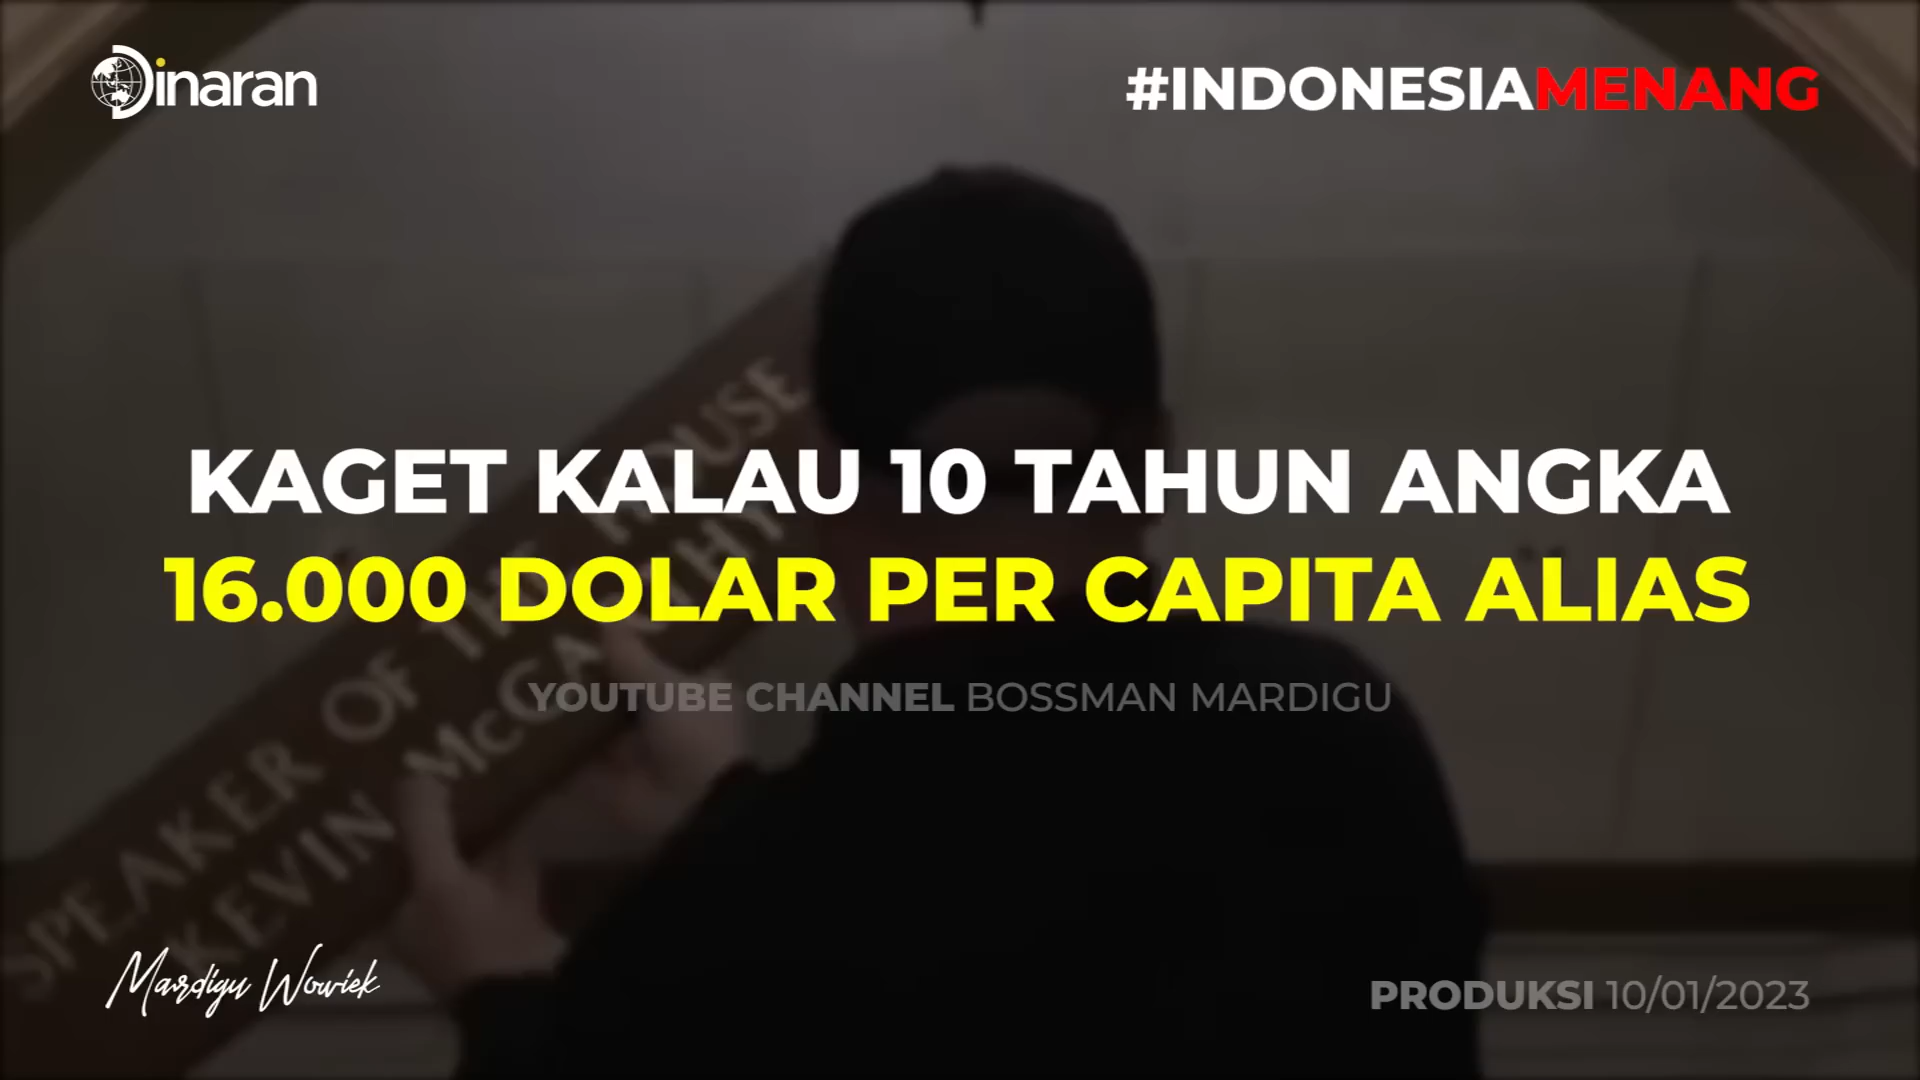 Dinaran
#INDONESIAMENANG
KAGET KALAU 10 TAHUN ANGKA
16.000 DOLAR PER CAPITA ALIAS
YOUTUBE CHANNEL BOSSMAN MARDIGU
SPEAKER OF THE HOUSE
KEVIN McCARTHY
Mardigu Wowiek
PRODUKSI 10/01/2023